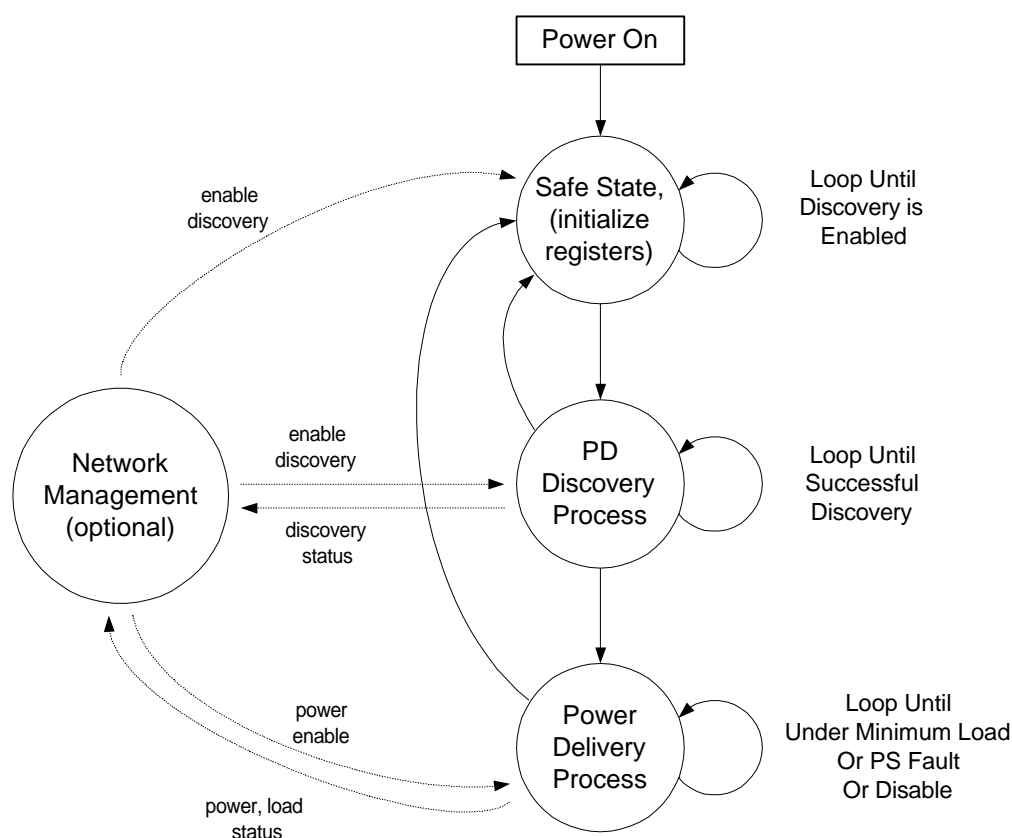 Power On
Safe State,
(initialize
registers)
Loop Until
Discovery is
Enabled
enable
discovery
Network
Management
(optional)
enable
discovery
discovery
status
PD
Discovery
Process
Loop Until
Successful
Discovery
power
enable
power, load
status
Power
Delivery
Process
Loop Until
Under Minimum Load
Or PS Fault
Or Disable